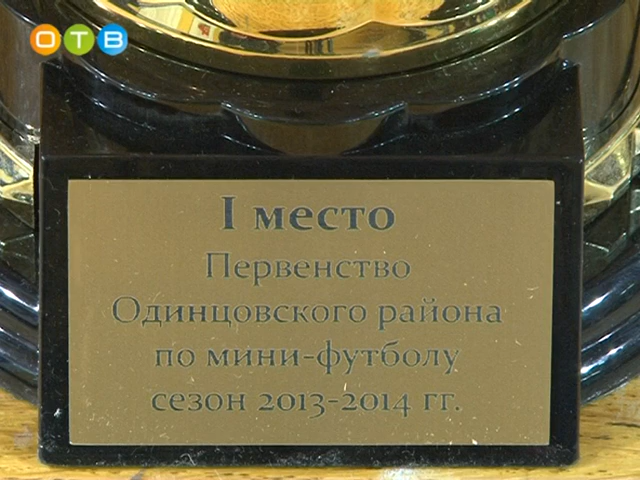 ОТВ
I место
Первенство
Одинцовского района
по мини-футболу
сезон 2013-2014 гг.